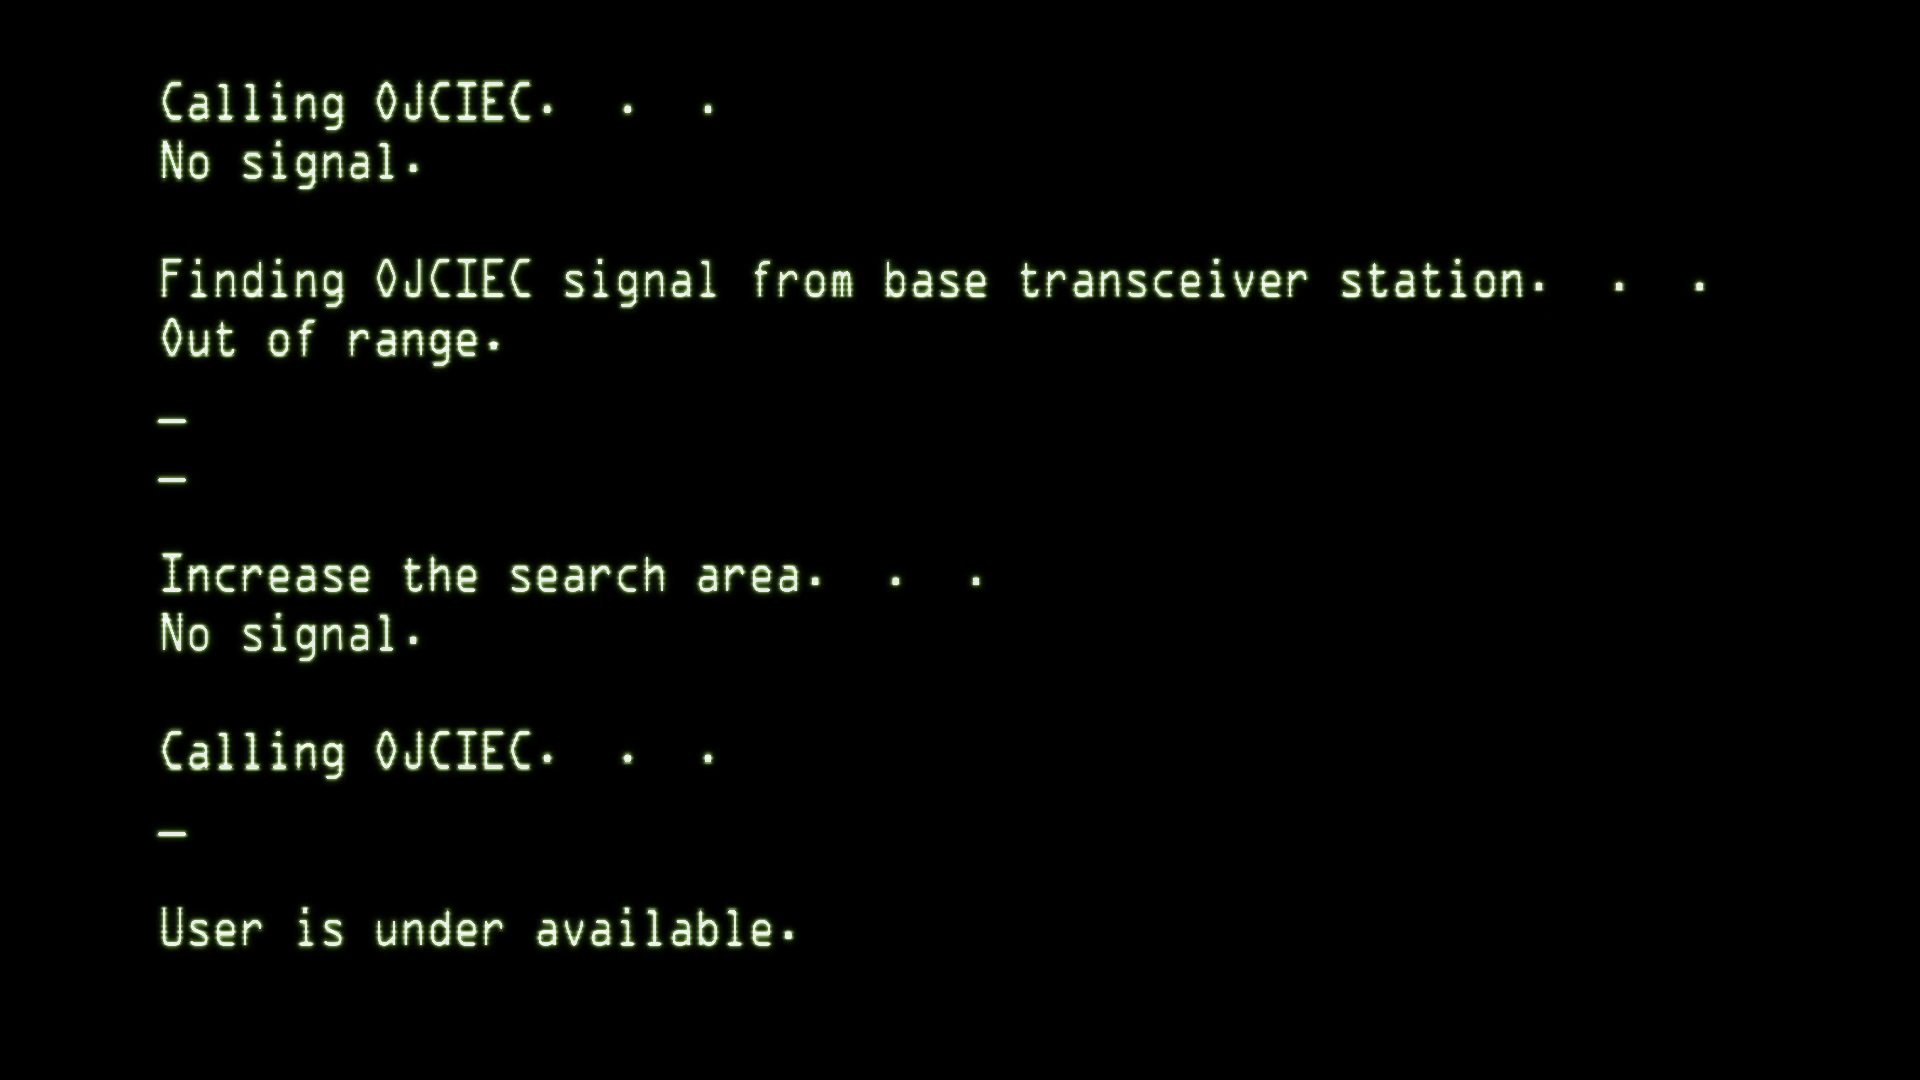 Calling OJCIEC. . .
No signal.
Finding OJCIEC signal from base transceiver station. . .
Out of range.
_
_
Increase the search area. . .
No signal.
Calling OJCIEC. . .
_
User is under available.